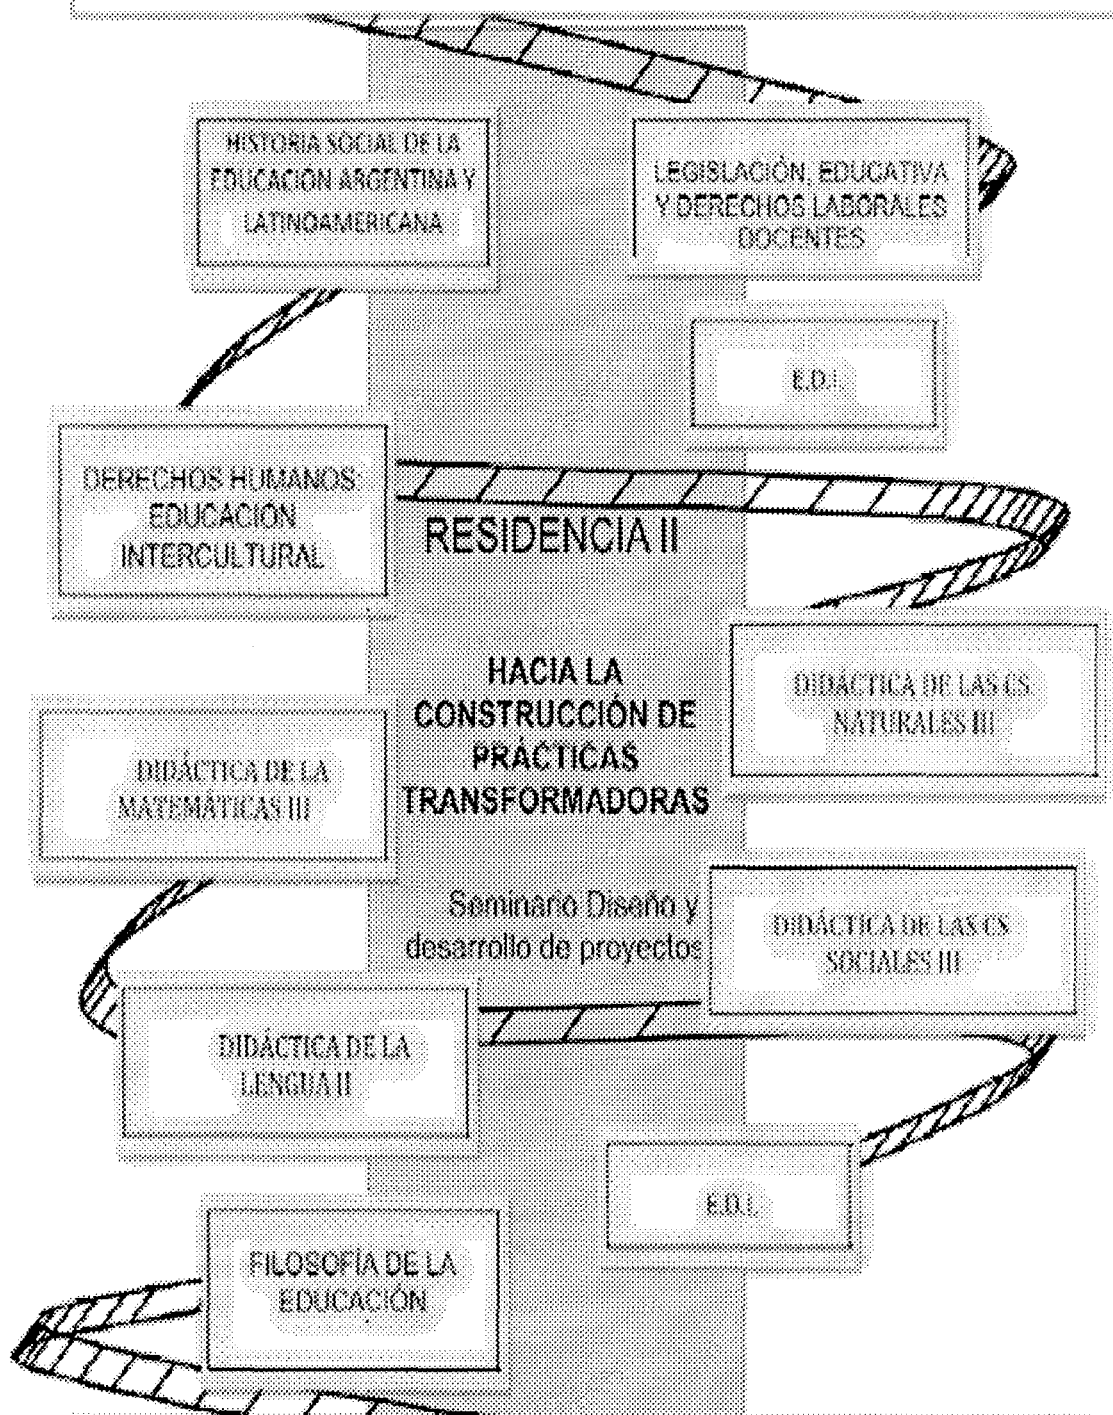 HISTORIA SOCIAL DE LA
EDUCACION ARGENTINA Y
LATINOAMERICANA
LEGISLACIÓN, EDUCATIVA
Y DERECHOS LABORALES
DOCENTES
E.D.I.
DERECHOS HUMANOS:
EDUCACION
INTERCULTURAL
RESIDENCIA II
HACIA LA
CONSTRUCCIÓN DE
PRÁCTICAS
TRANSFORMADORAS
DIDÁCTICA DE LAS CS.
NATURALES III
DIDÁCTICA DE LA
MATEMÁTICAS III
Seminario Diseño y
desarrollo de proyectos
DIDÁCTICA DE LAS CS
SOCIALES III
DIDÁCTICA DE LA
LENGUA II
E.D.I.
FILOSOFÍA DE LA
EDUCACIÓN